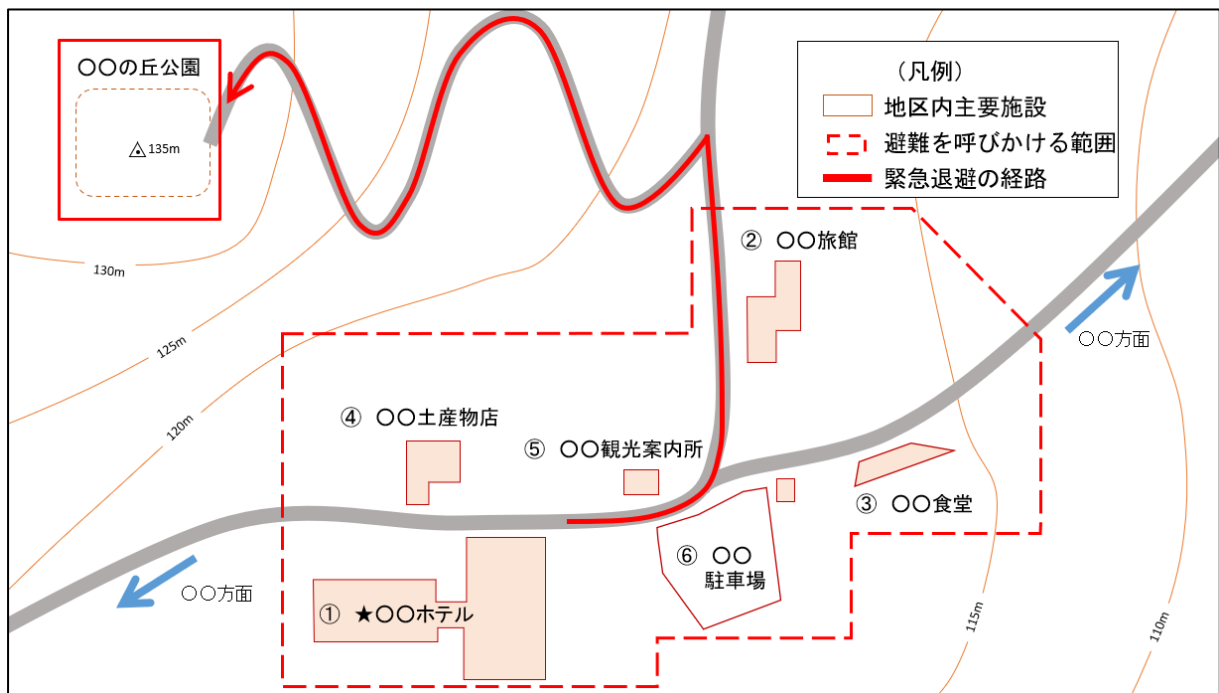 〇〇の丘公園
135m
(凡例)
地区内主要施設
避難を呼びかける範囲
緊急退避の経路
② 〇〇旅館
130m
〇〇方面
125m
120m
④ 〇〇土産物店
⑤ 〇〇観光案内所
③ 〇〇食堂
⑥ 〇〇
駐車場
〇〇方面
① ★〇〇ホテル
115m
110m